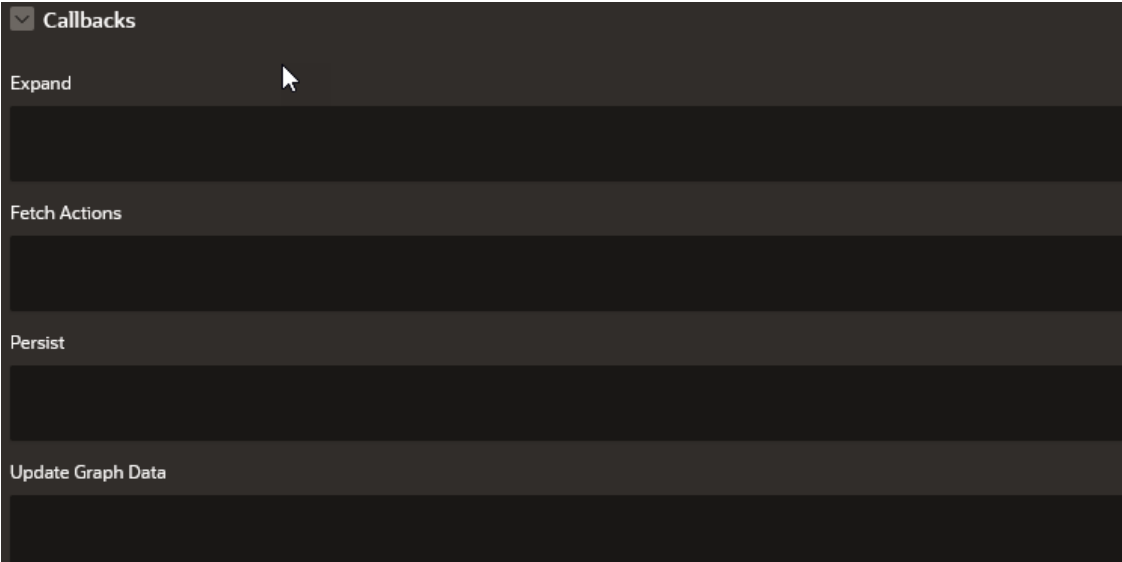 Callbacks
Expand
Fetch Actions
Persist
Update Graph Data